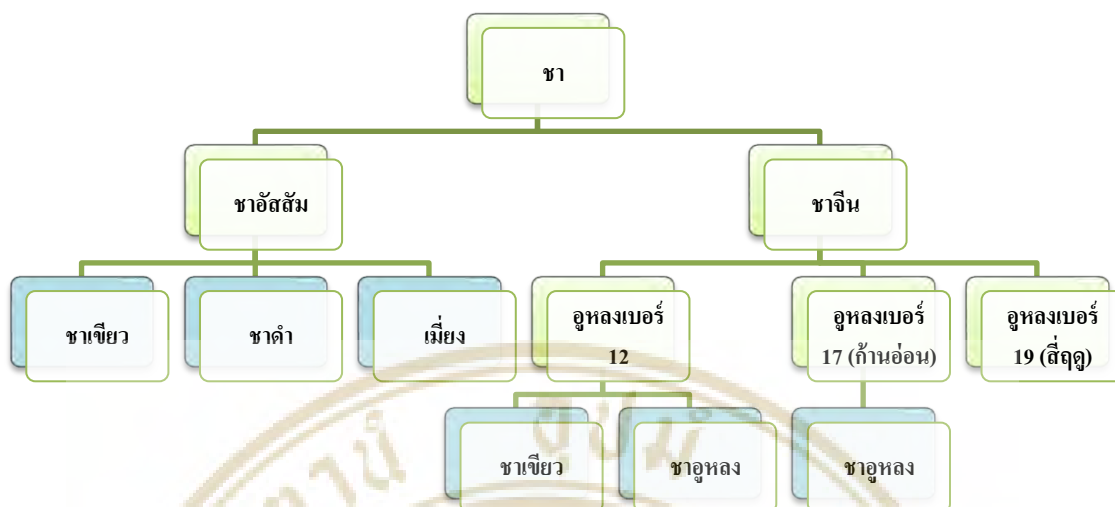 ชา
ชาอัสสัม
ชาจีน
ชาเขียว
ชาดำ
เมี่ยง
อูหลงเบอร์
12
อูหลงเบอร์
17 (ก้านอ่อน)
อูหลงเบอร์
19 (สี่ฤดู)
ชาเขียว
ชาอูหลง
ชาอูหลง